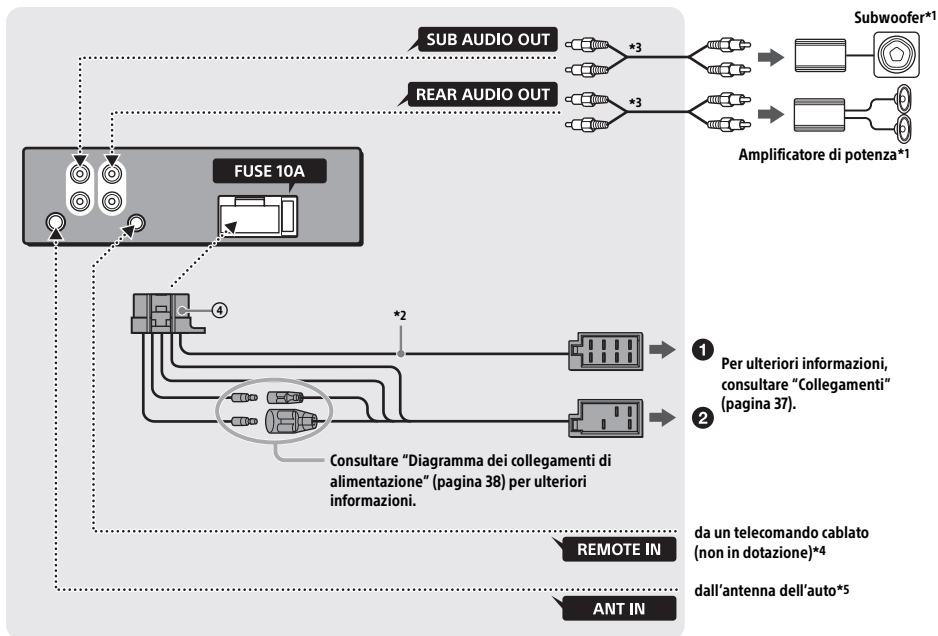 Subwoofer*1
SUB AUDIO OUT
*3
REAR AUDIO OUT
*3
Amplificatore di potenza*1
FUSE 10A
④
*2
❶
Per ulteriori informazioni,
consultare "Collegamenti"
(pagina 37).
❷
Consultare "Diagramma dei collegamenti di
alimentazione" (pagina 38) per ulteriori
informazioni.
da un telecomando cablato
(non in dotazione)*4
REMOTE IN
dall'antenna dell'auto*5
ANT IN